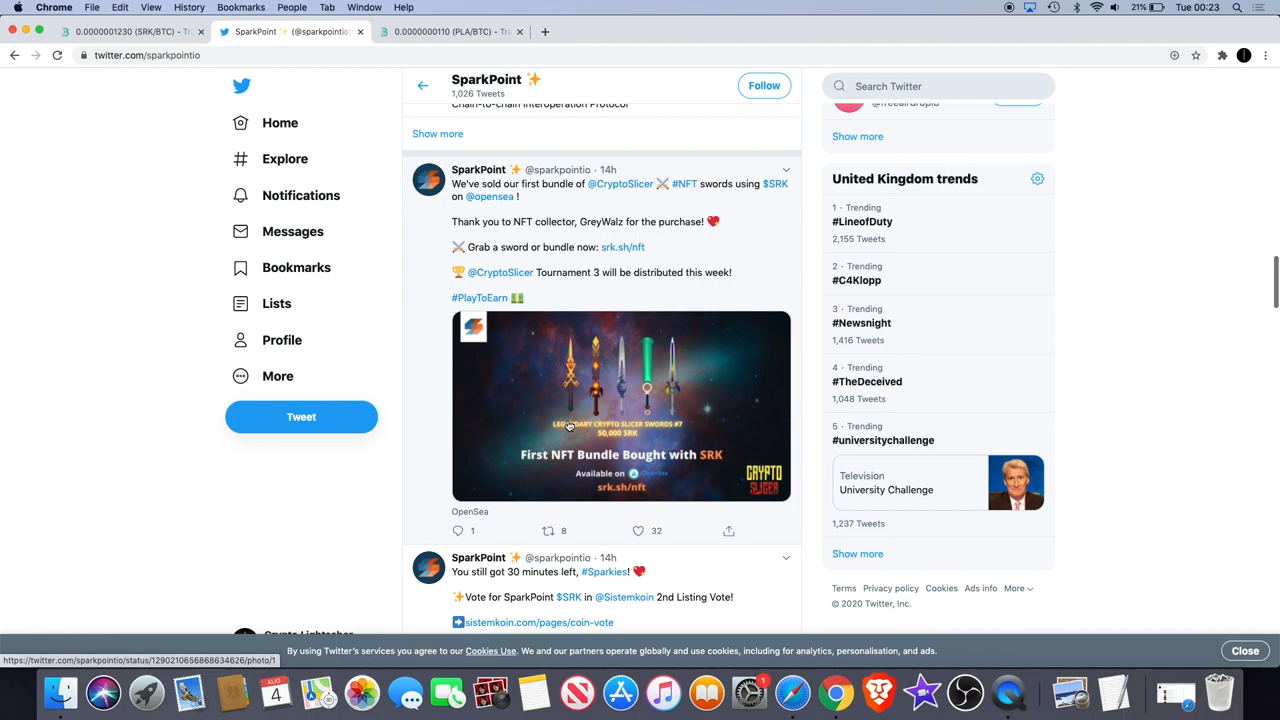 Chrome File Edit View History Bookmarks People Tab Window Help 21% Tue 00:23
0.0000001230 (SRK/BTC) - Tr
SparkPoint ✨ (@sparkpointio)
0.0000000110 (PLA/BTC) - Tra
twitter.com/sparkpointio
SparkPoint ✨
1,026 Tweets
Follow
Search Twitter
Home
Explore
Notifications
Messages
Bookmarks
Lists
Profile
More
Tweet
Chain-to-chain Interoperation Protocol
Show more
SparkPoint ✨ @sparkpointio · 14h
We've sold our first bundle of @CryptoSlicer ⚔️ #NFT swords using $SRK
on @opensea !
Thank you to NFT collector, GreyWalz for the purchase! ❤️
⚔️ Grab a sword or bundle now: srk.sh/nft
🏆 @CryptoSlicer Tournament 3 will be distributed this week!
#PlayToEarn 💵
LEGENDARY CRYPTO SLICER SWORDS #7
50,000 SRK
First NFT Bundle Bought with SRK
Available on OpenSea
srk.sh/nft
CRYPTO
SLICER
OpenSea
1 8 32
SparkPoint ✨ @sparkpointio · 14h
You still got 30 minutes left, #Sparkies! ❤️
✨Vote for SparkPoint $SRK in @Sistemkoin 2nd Listing Vote!
➡️sistemkoin.com/pages/coin-vote
Show more
United Kingdom trends
1 · Trending
#LineofDuty
2,155 Tweets
2 · Trending
#C4Klopp
3 · Trending
#Newsnight
1,416 Tweets
4 · Trending
#TheDeceived
1,048 Tweets
5 · Trending
#universitychallenge
Television
University Challenge
1,237 Tweets
Show more
Terms Privacy policy Cookies Ads info More
© 2020 Twitter, Inc.
By using Twitter's services you agree to our Cookies Use. We and our partners operate globally and use cookies, including for analytics, personalisation, and ads.
Close
https://twitter.com/sparkpointio/status/1290210656868634626/photo/1
AUG
4
1